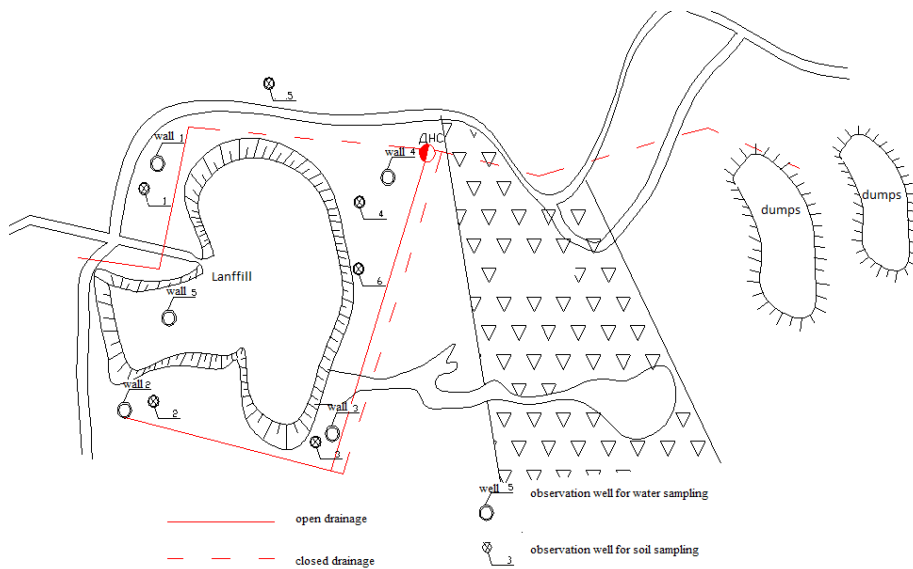 5
wall 1
ДНС
wall 4
1
4
dumps
dumps
Lanffill
6
wall 5
wall 2
2
wall 3
3
well 5
observation well for water sampling
open drainage
observation well for soil sampling
3
closed drainage